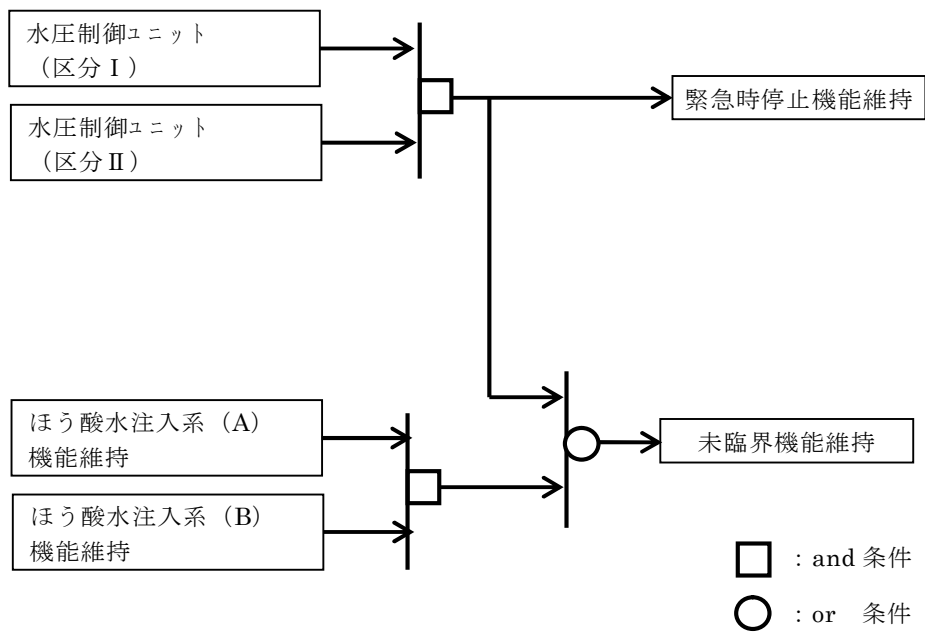 水圧制御ユニット
（区分Ⅰ）
緊急時停止機能維持
水圧制御ユニット
（区分Ⅱ）
ほう酸水注入系（A）
機能維持
未臨界機能維持
ほう酸水注入系（B）
機能維持
：and 条件
：or　条件